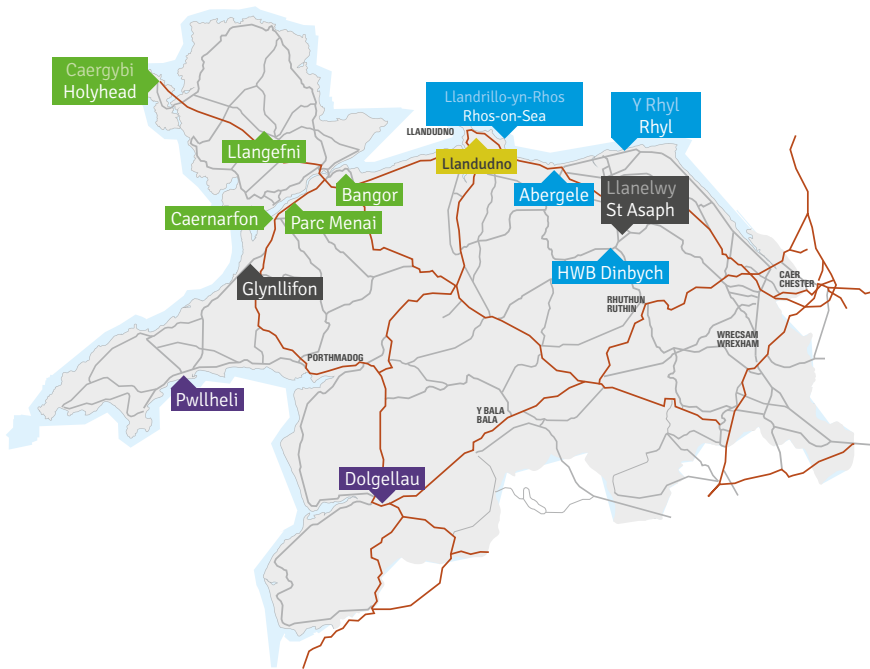 Caergybi
Holyhead
Llandrillo-yn-Rhos
Rhos-on-Sea
Y Rhyl
Rhyl
LLANDUDNO
Llangefni
Llandudno
Bangor
Abergele
Llanelwy
St Asaph
Caernarfon
Parc Menai
HWB Dinbych
Glynllifon
CAER
CHESTER
RHUTHUN
RUTHIN
WRECSAM
WREXHAM
PORTHMADOG
Pwllheli
Y BALA
BALA
Dolgellau